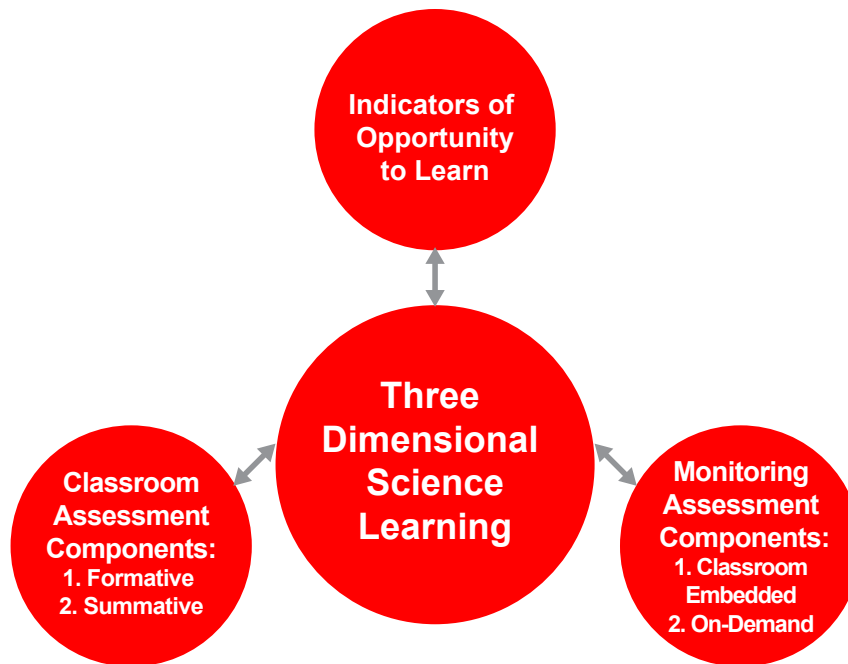 Indicators of
Opportunity
to Learn
Three
Dimensional
Science
Learning
Classroom
Assessment
Components:
1. Formative
2. Summative
Monitoring
Assessment
Components:
1. Classroom
Embedded
2. On-Demand